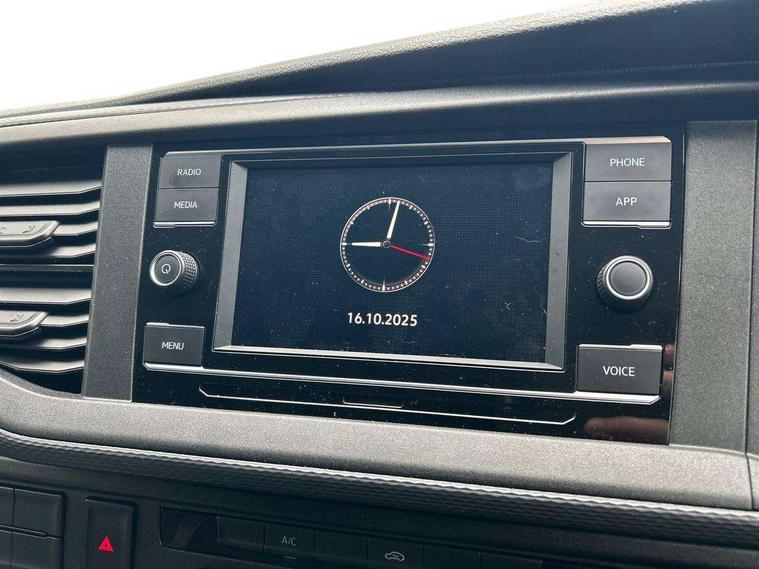 RADIO
MEDIA
MENU
16.10.2025
PHONE
APP
VOICE
A/C